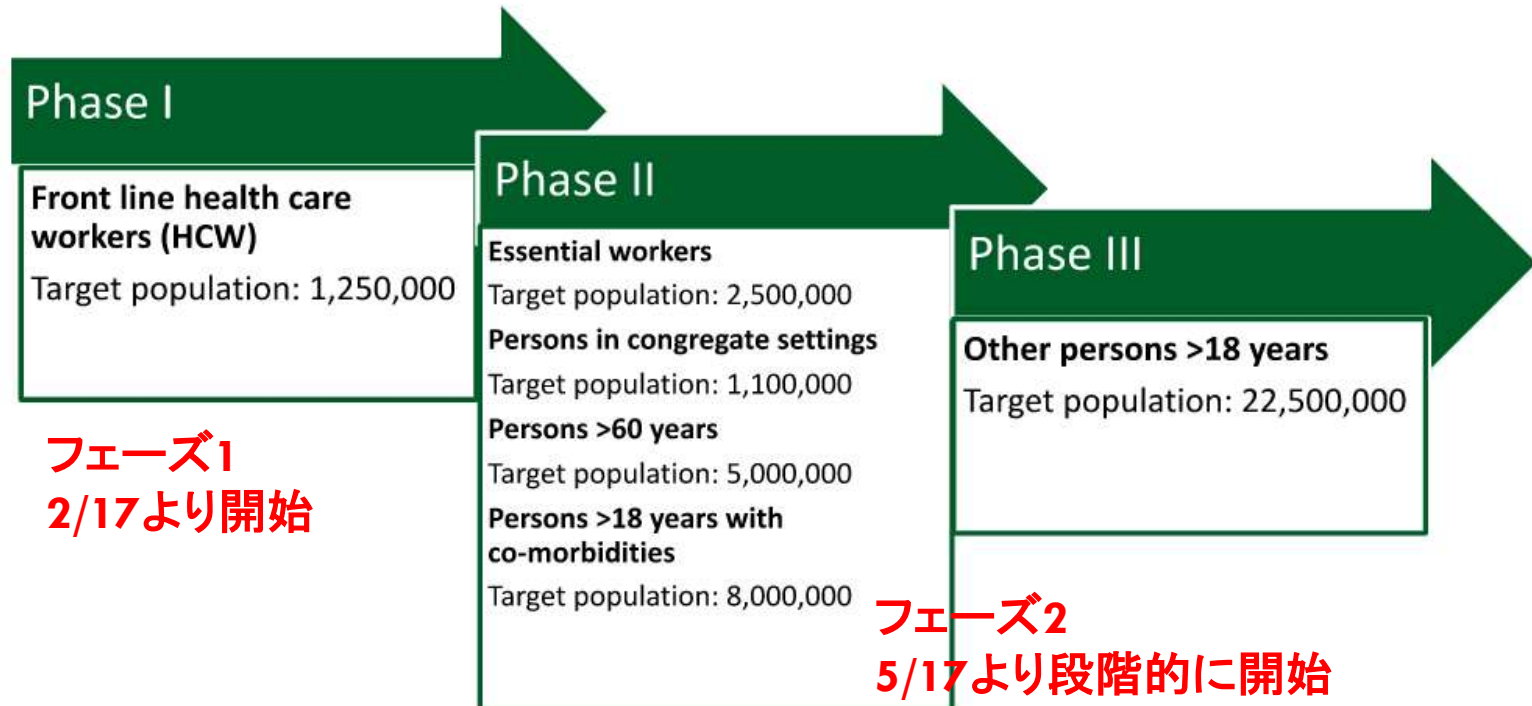 Phase I
Front line health care
workers (HCW)
Target population: 1,250,000
フェーズ1
2/17より開始
Phase II
Essential workers
Target population: 2,500,000
Persons in congregate settings
Target population: 1,100,000
Persons >60 years
Target population: 5,000,000
Persons >18 years with
co-morbidities
Target population: 8,000,000
フェーズ2
5/17より段階的に開始
Phase III
Other persons >18 years
Target population: 22,500,000